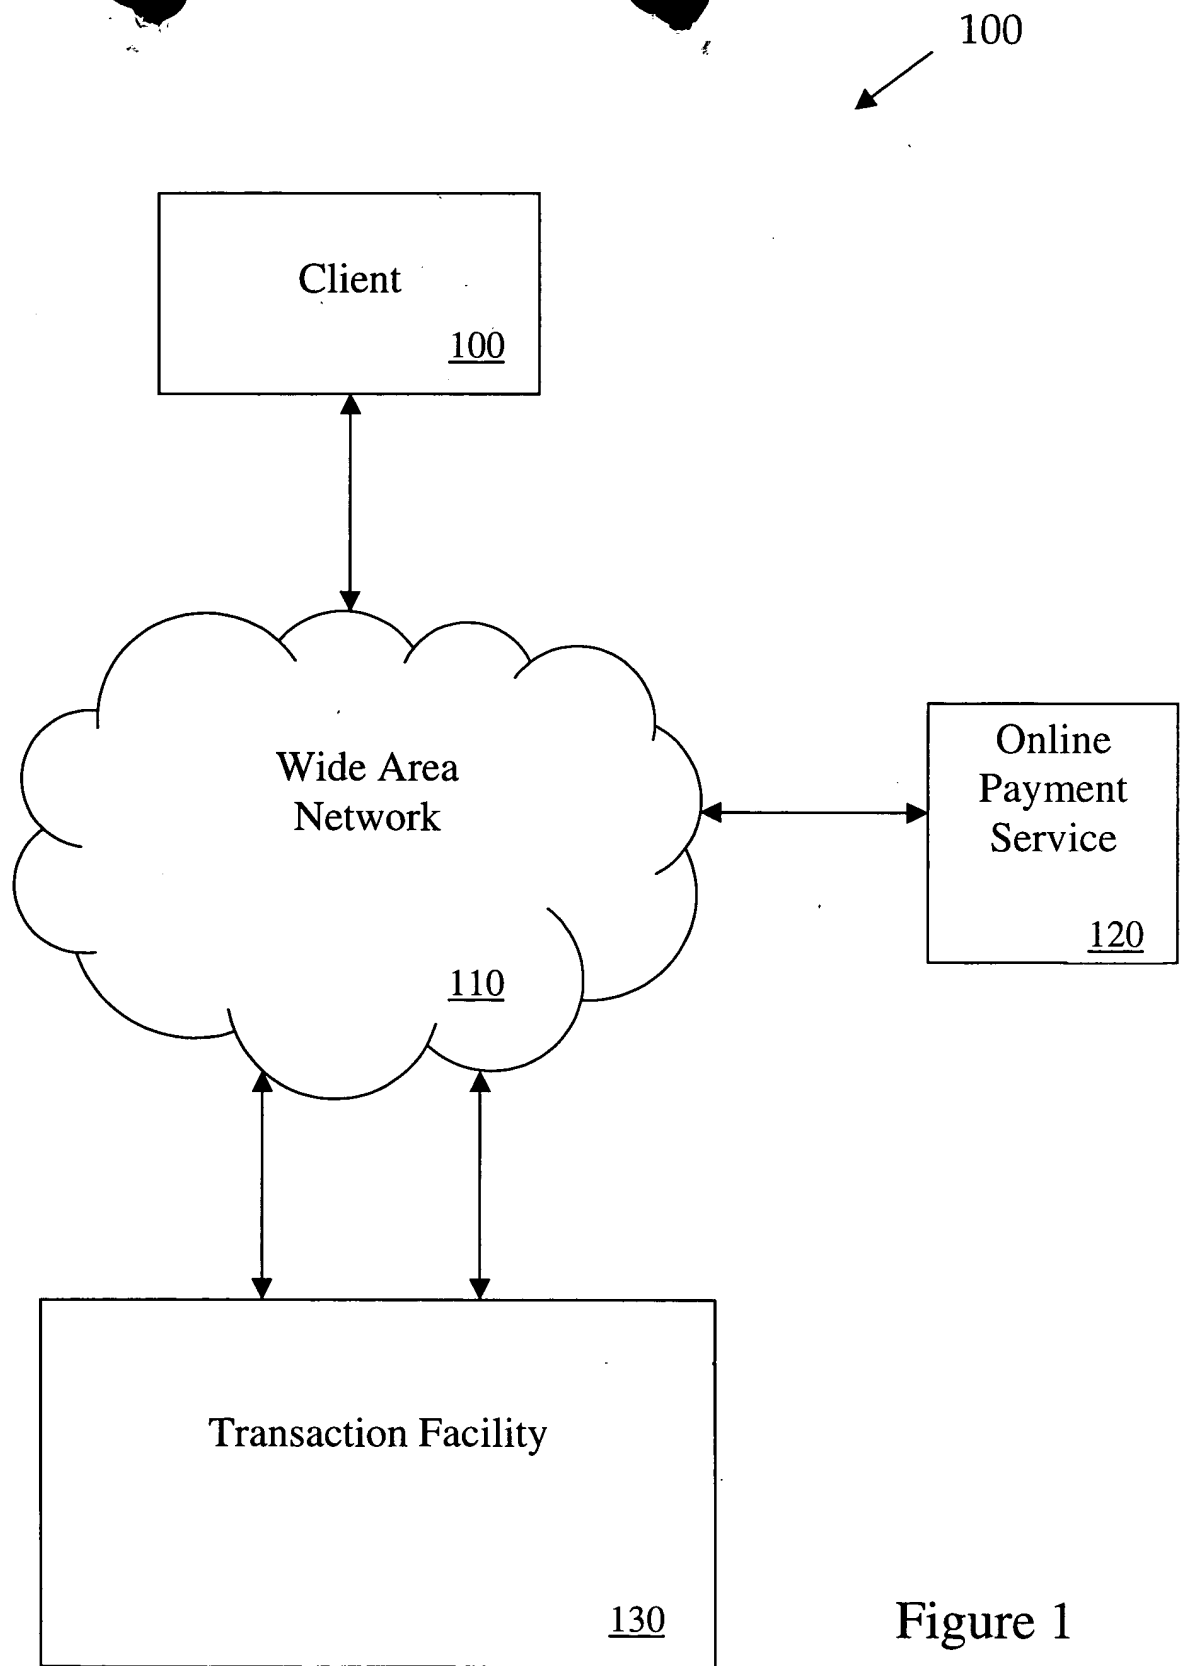 100
Client
100
Wide Area
Network
110
Online
Payment
Service
120
Transaction Facility
130
Figure 1